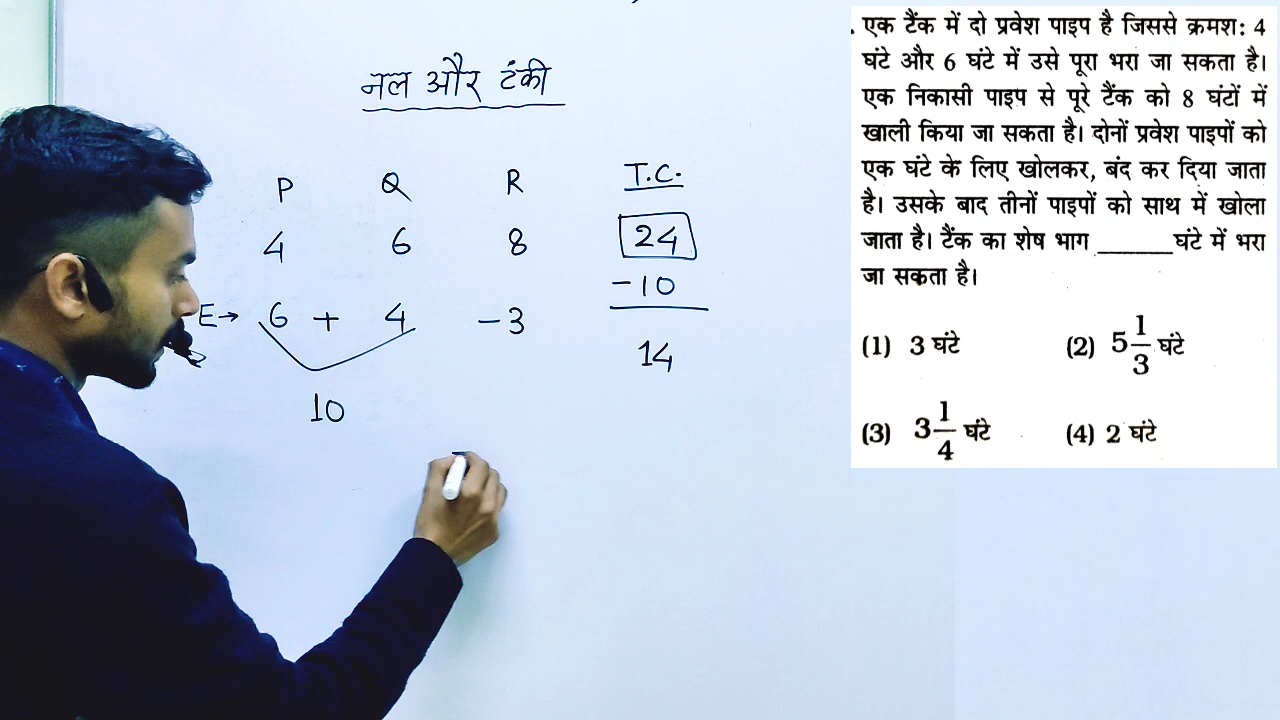 नल और टंकी
P Q R T.C.
4 6 8 24
-10
E→ 6 + 4 -3
14
10
एक टैंक में दो प्रवेश पाइप है जिससे क्रमश: 4
घंटे और 6 घंटे में उसे पूरा भरा जा सकता है।
एक निकासी पाइप से पूरे टैंक को 8 घंटों में
खाली किया जा सकता है। दोनों प्रवेश पाइपों को
एक घंटे के लिए खोलकर, बंद कर दिया जाता
है। उसके बाद तीनों पाइपों को साथ में खोला
जाता है। टैंक का शेष भाग ______घंटे में भरा
जा सकता है।
(1) 3 घंटे (2) 5 1/3 घंटे
(3) 3 1/4 घंटे (4) 2 घंटे